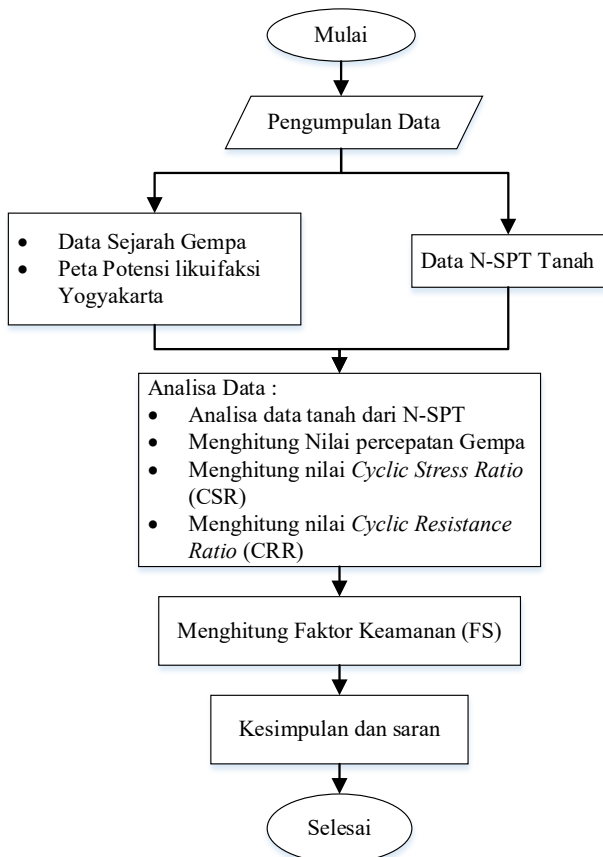 Mulai
Pengumpulan Data
• Data Sejarah Gempa
• Peta Potensi likuifaksi
Yogyakarta
Data N-SPT Tanah
Analisa Data :
• Analisa data tanah dari N-SPT
• Menghitung Nilai percepatan Gempa
• Menghitung nilai Cyclic Stress Ratio
(CSR)
• Menghitung nilai Cyclic Resistance
Ratio (CRR)
Menghitung Faktor Keamanan (FS)
Kesimpulan dan saran
Selesai